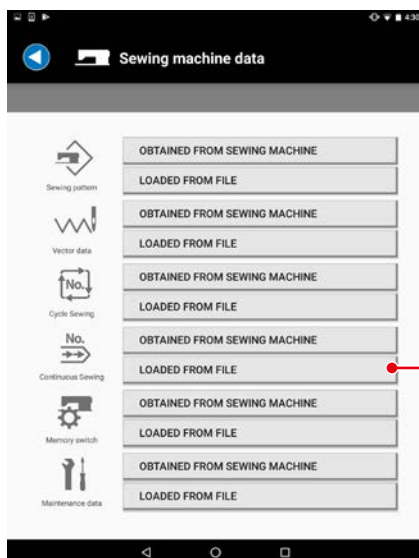 4:30
Sewing machine data
OBTAINED FROM SEWING MACHINE
Sewing pattern
LOADED FROM FILE
OBTAINED FROM SEWING MACHINE
Vector data
LOADED FROM FILE
No.
OBTAINED FROM SEWING MACHINE
Cycle Sewing
LOADED FROM FILE
No.
OBTAINED FROM SEWING MACHINE
Continuous Sewing
LOADED FROM FILE
OBTAINED FROM SEWING MACHINE
Memory switch
LOADED FROM FILE
OBTAINED FROM SEWING MACHINE
Maintenance data
LOADED FROM FILE